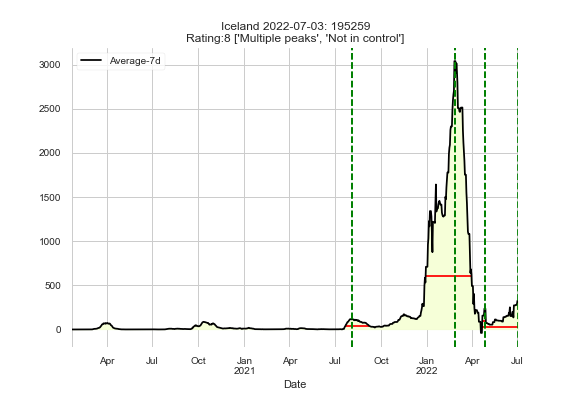 Iceland 2022-07-03: 195259
Rating:8 ['Multiple peaks', 'Not in control']
Average-7d
3000
2500
2000
1500
1000
500
0
Apr Jul Oct Jan Apr Jul Oct Jan Apr Jul
2021 2022
Date